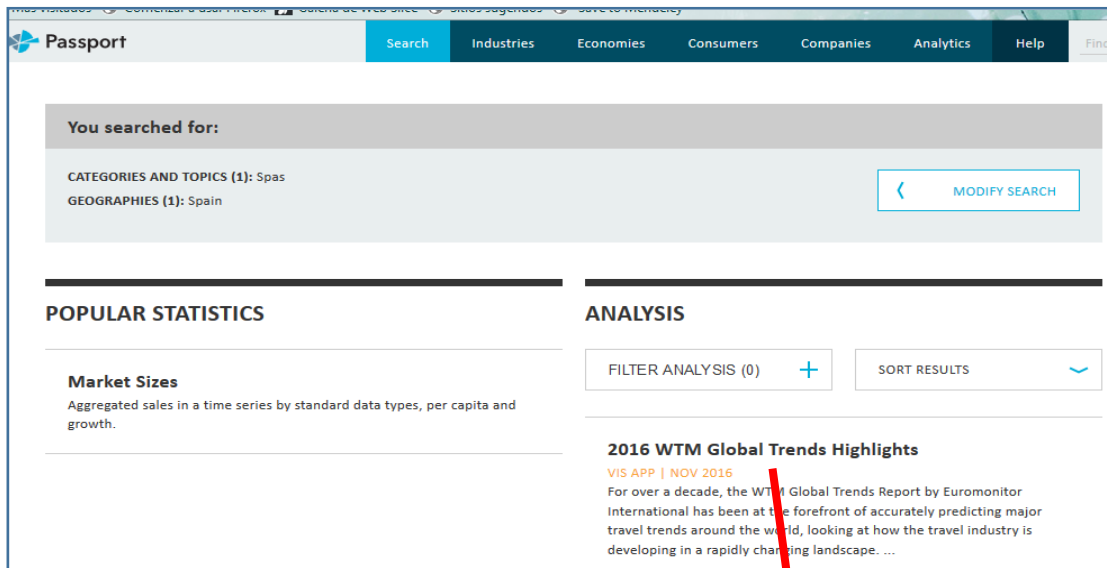 Passport
Search Industries Economies Consumers Companies Analytics Help Find
You searched for:
CATEGORIES AND TOPICS (1): Spas
GEOGRAPHIES (1): Spain
MODIFY SEARCH
POPULAR STATISTICS
Market Sizes
Aggregated sales in a time series by standard data types, per capita and
growth.
ANALYSIS
FILTER ANALYSIS (0)
SORT RESULTS
2016 WTM Global Trends Highlights
VIS APP | NOV 2016
For over a decade, the WTM Global Trends Report by Euromonitor
International has been at the forefront of accurately predicting major
travel trends around the world, looking at how the travel industry is
developing in a rapidly changing landscape. ...